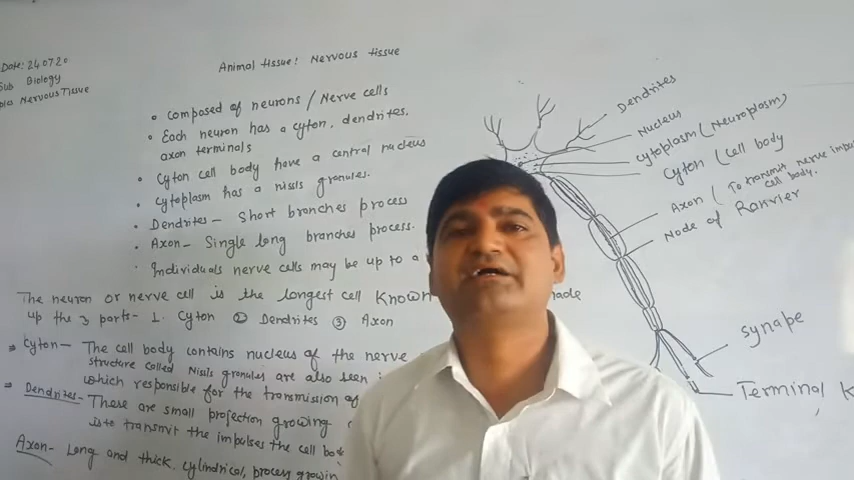 Date: 24.07.20
Sub Biology
Nervous Tissue
Animal tissue: Nervous tissue
• composed of neurons / Nerve cells
• Each neuron has a cyton, dendrites,
axon terminals
• Cyton cell body have a central nucleus
• Cytoplasm has a nissls granules.
• Dendrites - Short branches process
• Axon - Single long branches process.
• Individuals nerve cells may be up to a
The neuron or nerve cell is the longest cell known made
up the 3 parts- 1. Cyton ② Dendrites ③ Axon
Cyton - The cell body contains nucleus of the nerve
structure called Nissls granules are also seen
which responsible for the transmission of
Dendrites - These are small projection growing
is to transmit the impulses the cell
Axon - Long and thick, cylindrical, process
Dendrites
Nucleus
Cytoplasm (Neuroplasm)
Cyton (Cell body
Axon (To transmit nerve
cell body.
Node of Ranvier
Synape
Terminal